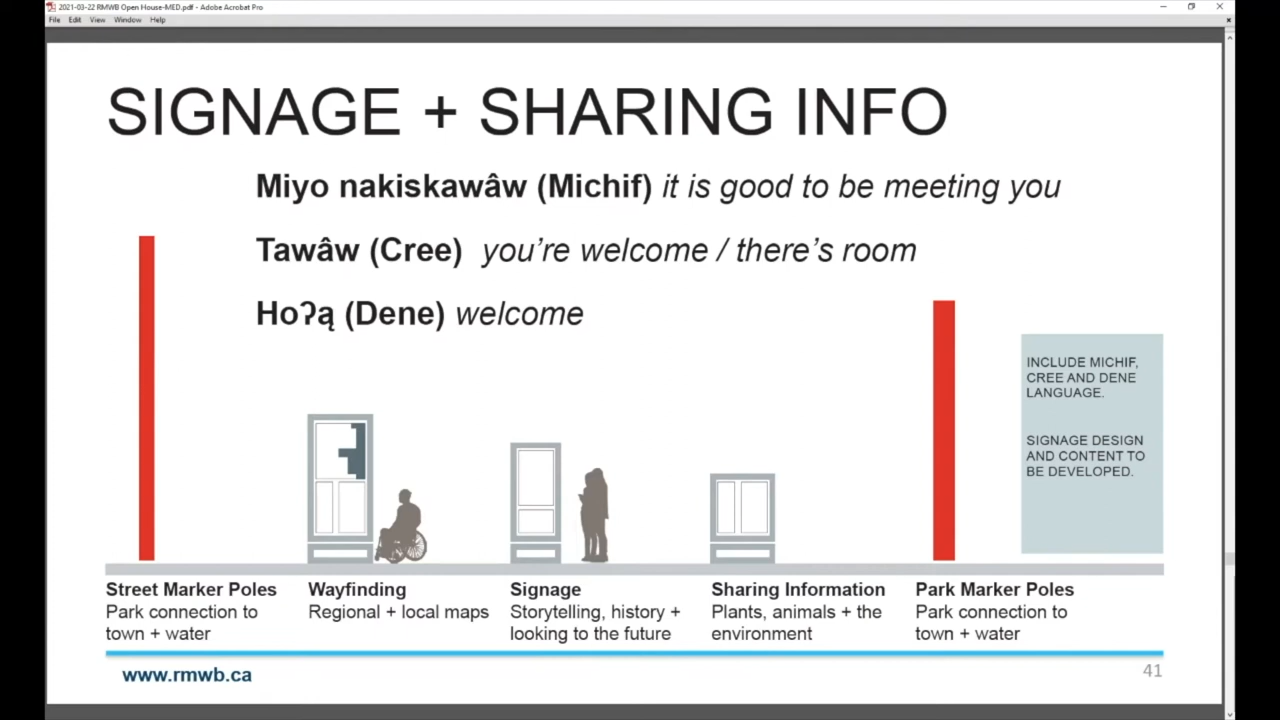 2021-03-22 RMWB Open House-MED.pdf - Adobe Acrobat Pro
File Edit View Window Help
SIGNAGE + SHARING INFO
Miyo nakiskawâw (Michif) it is good to be meeting you
Tawâw (Cree) you’re welcome / there’s room
HoɁą (Dene) welcome
INCLUDE MICHIF,
CREE AND DENE
LANGUAGE.
SIGNAGE DESIGN
AND CONTENT TO
BE DEVELOPED.
Street Marker Poles
Park connection to
town + water
Wayfinding
Regional + local maps
Signage
Storytelling, history +
looking to the future
Sharing Information
Plants, animals + the
environment
Park Marker Poles
Park connection to
town + water
www.rmwb.ca
41